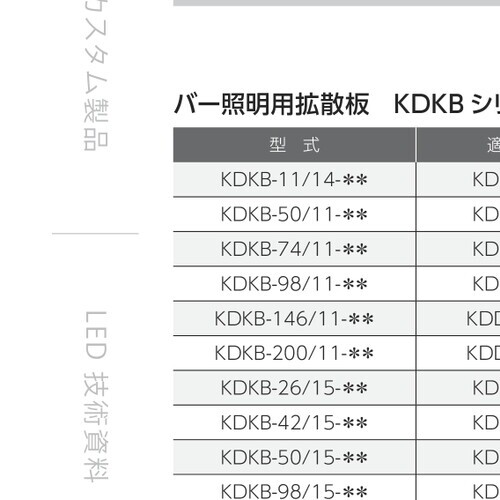 カスタム製品
LED 技術資料
バー照明用拡散板 KDKB シリ
型 式 適
KDKB-11/14-** KD
KDKB-50/11-** KD
KDKB-74/11-** KD
KDKB-98/11-** KD
KDKB-146/11-** KDD
KDKB-200/11-** KDD
KDKB-26/15-** KD
KDKB-42/15-** KD
KDKB-50/15-** KD
KDKB-98/15-** KD